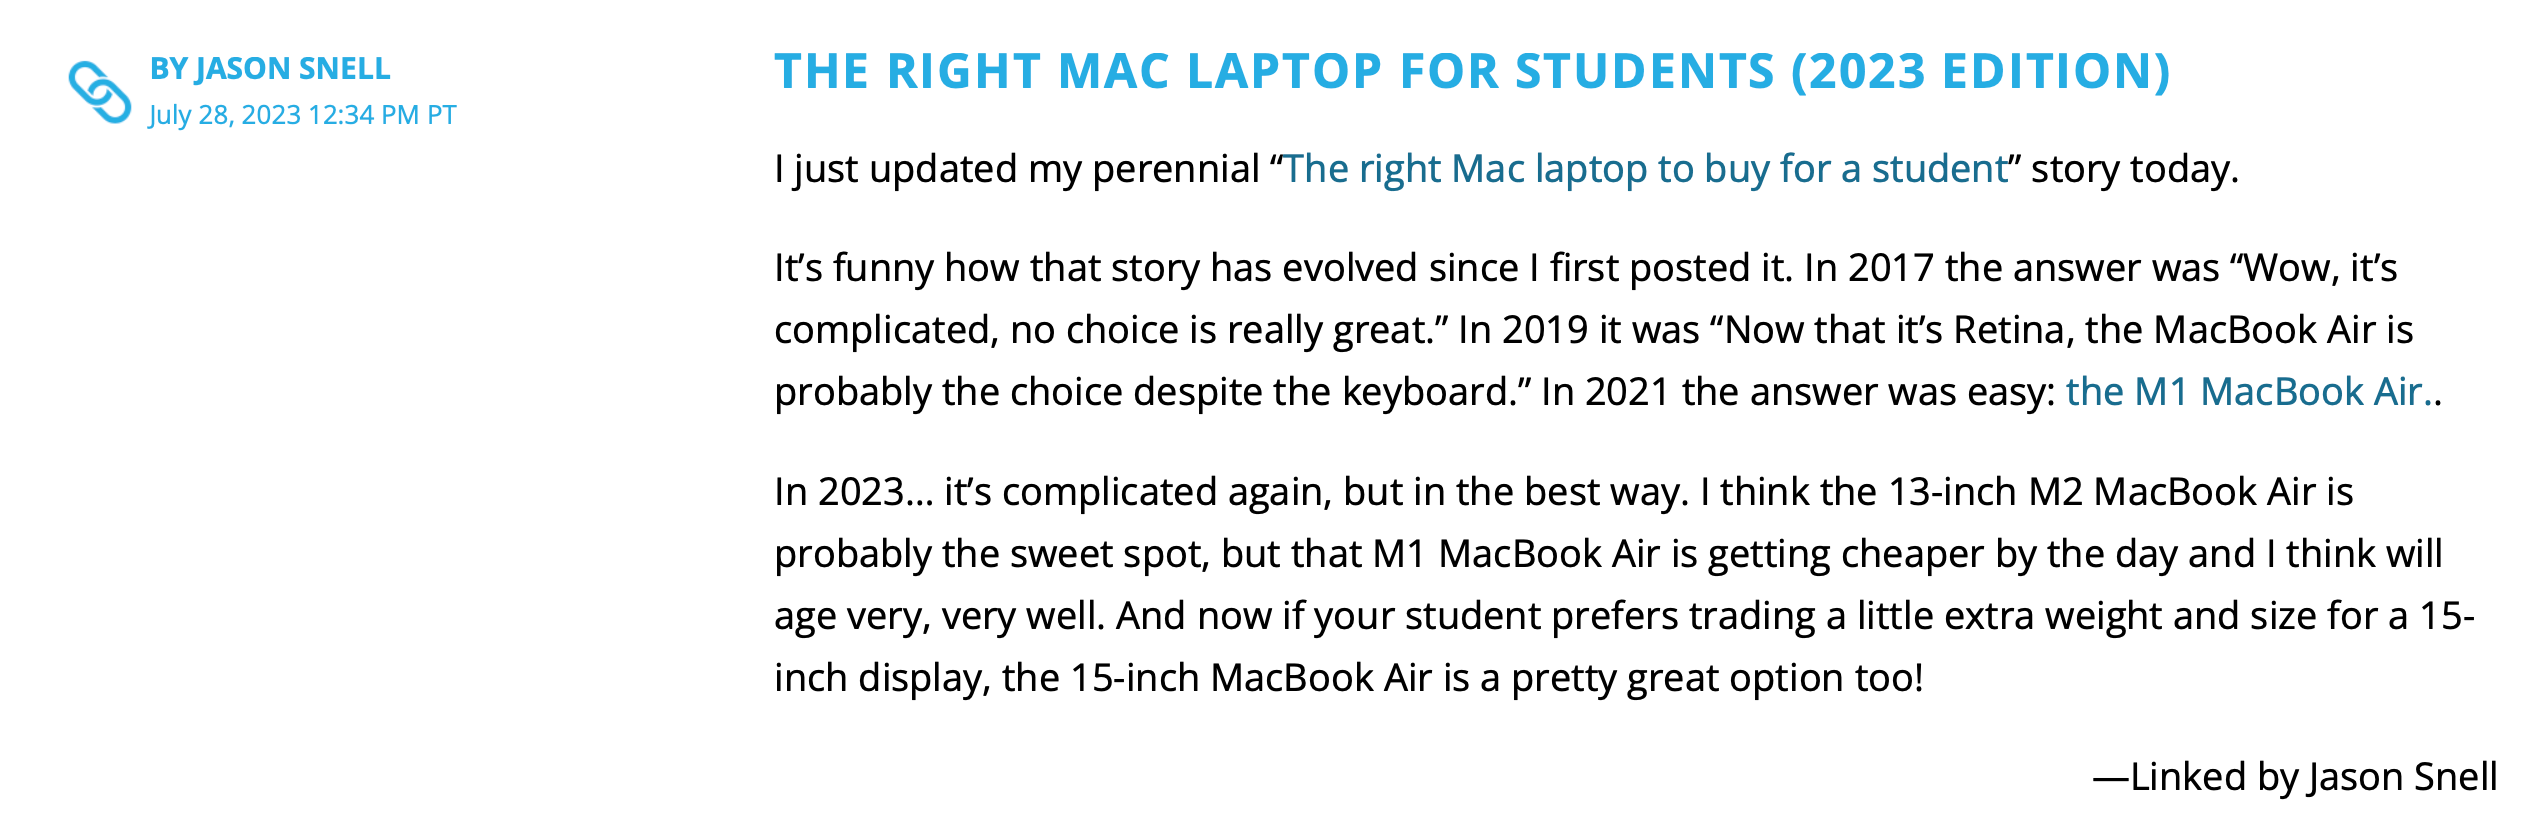 BY JASON SNELL
July 28, 2023 12:34 PM PT
THE RIGHT MAC LAPTOP FOR STUDENTS (2023 EDITION)
I just updated my perennial “The right Mac laptop to buy for a student” story today.
It’s funny how that story has evolved since I first posted it. In 2017 the answer was “Wow, it’s
complicated, no choice is really great.” In 2019 it was “Now that it’s Retina, the MacBook Air is
probably the choice despite the keyboard.” In 2021 the answer was easy: the M1 MacBook Air..
In 2023… it’s complicated again, but in the best way. I think the 13-inch M2 MacBook Air is
probably the sweet spot, but that M1 MacBook Air is getting cheaper by the day and I think will
age very, very well. And now if your student prefers trading a little extra weight and size for a 15-
inch display, the 15-inch MacBook Air is a pretty great option too!
—Linked by Jason Snell